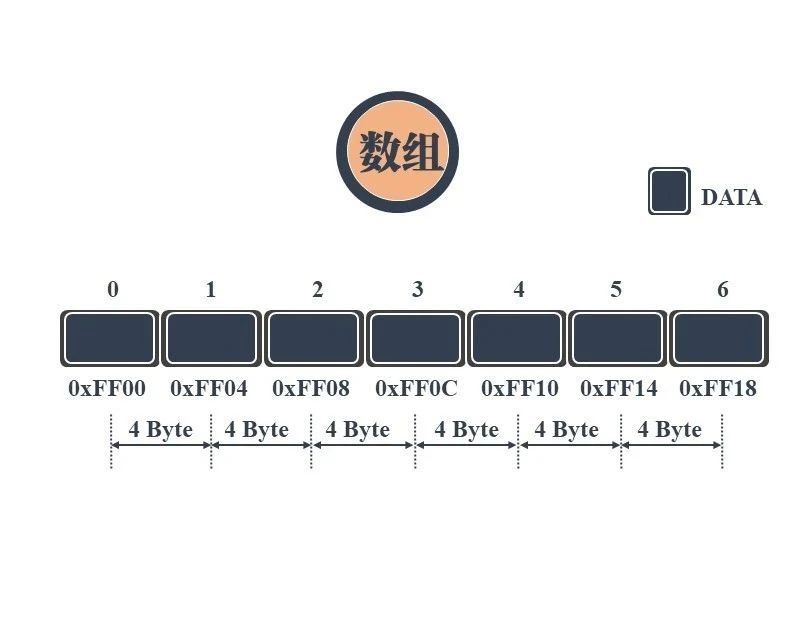 数组
DATA
0 1 2 3 4 5 6
0xFF00 0xFF04 0xFF08 0xFF0C 0xFF10 0xFF14 0xFF18
4 Byte 4 Byte 4 Byte 4 Byte 4 Byte 4 Byte